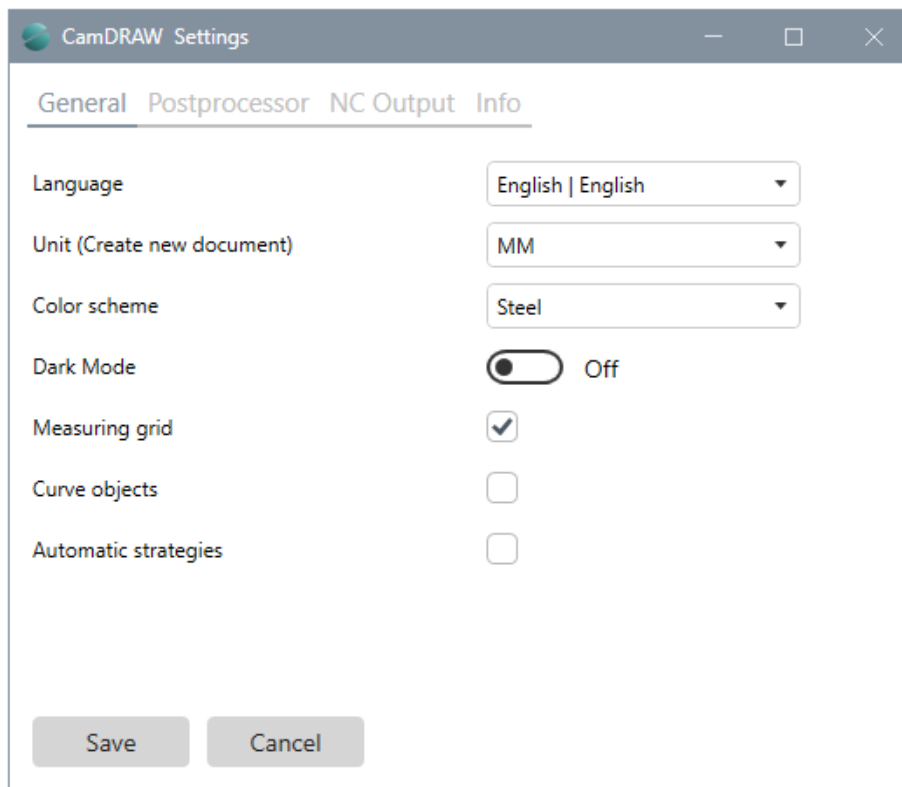 CamDRAW Settings
General Postprocessor NC Output Info
Language English | English
Unit (Create new document) MM
Color scheme Steel
Dark Mode Off
Measuring grid
Curve objects
Automatic strategies
Save Cancel